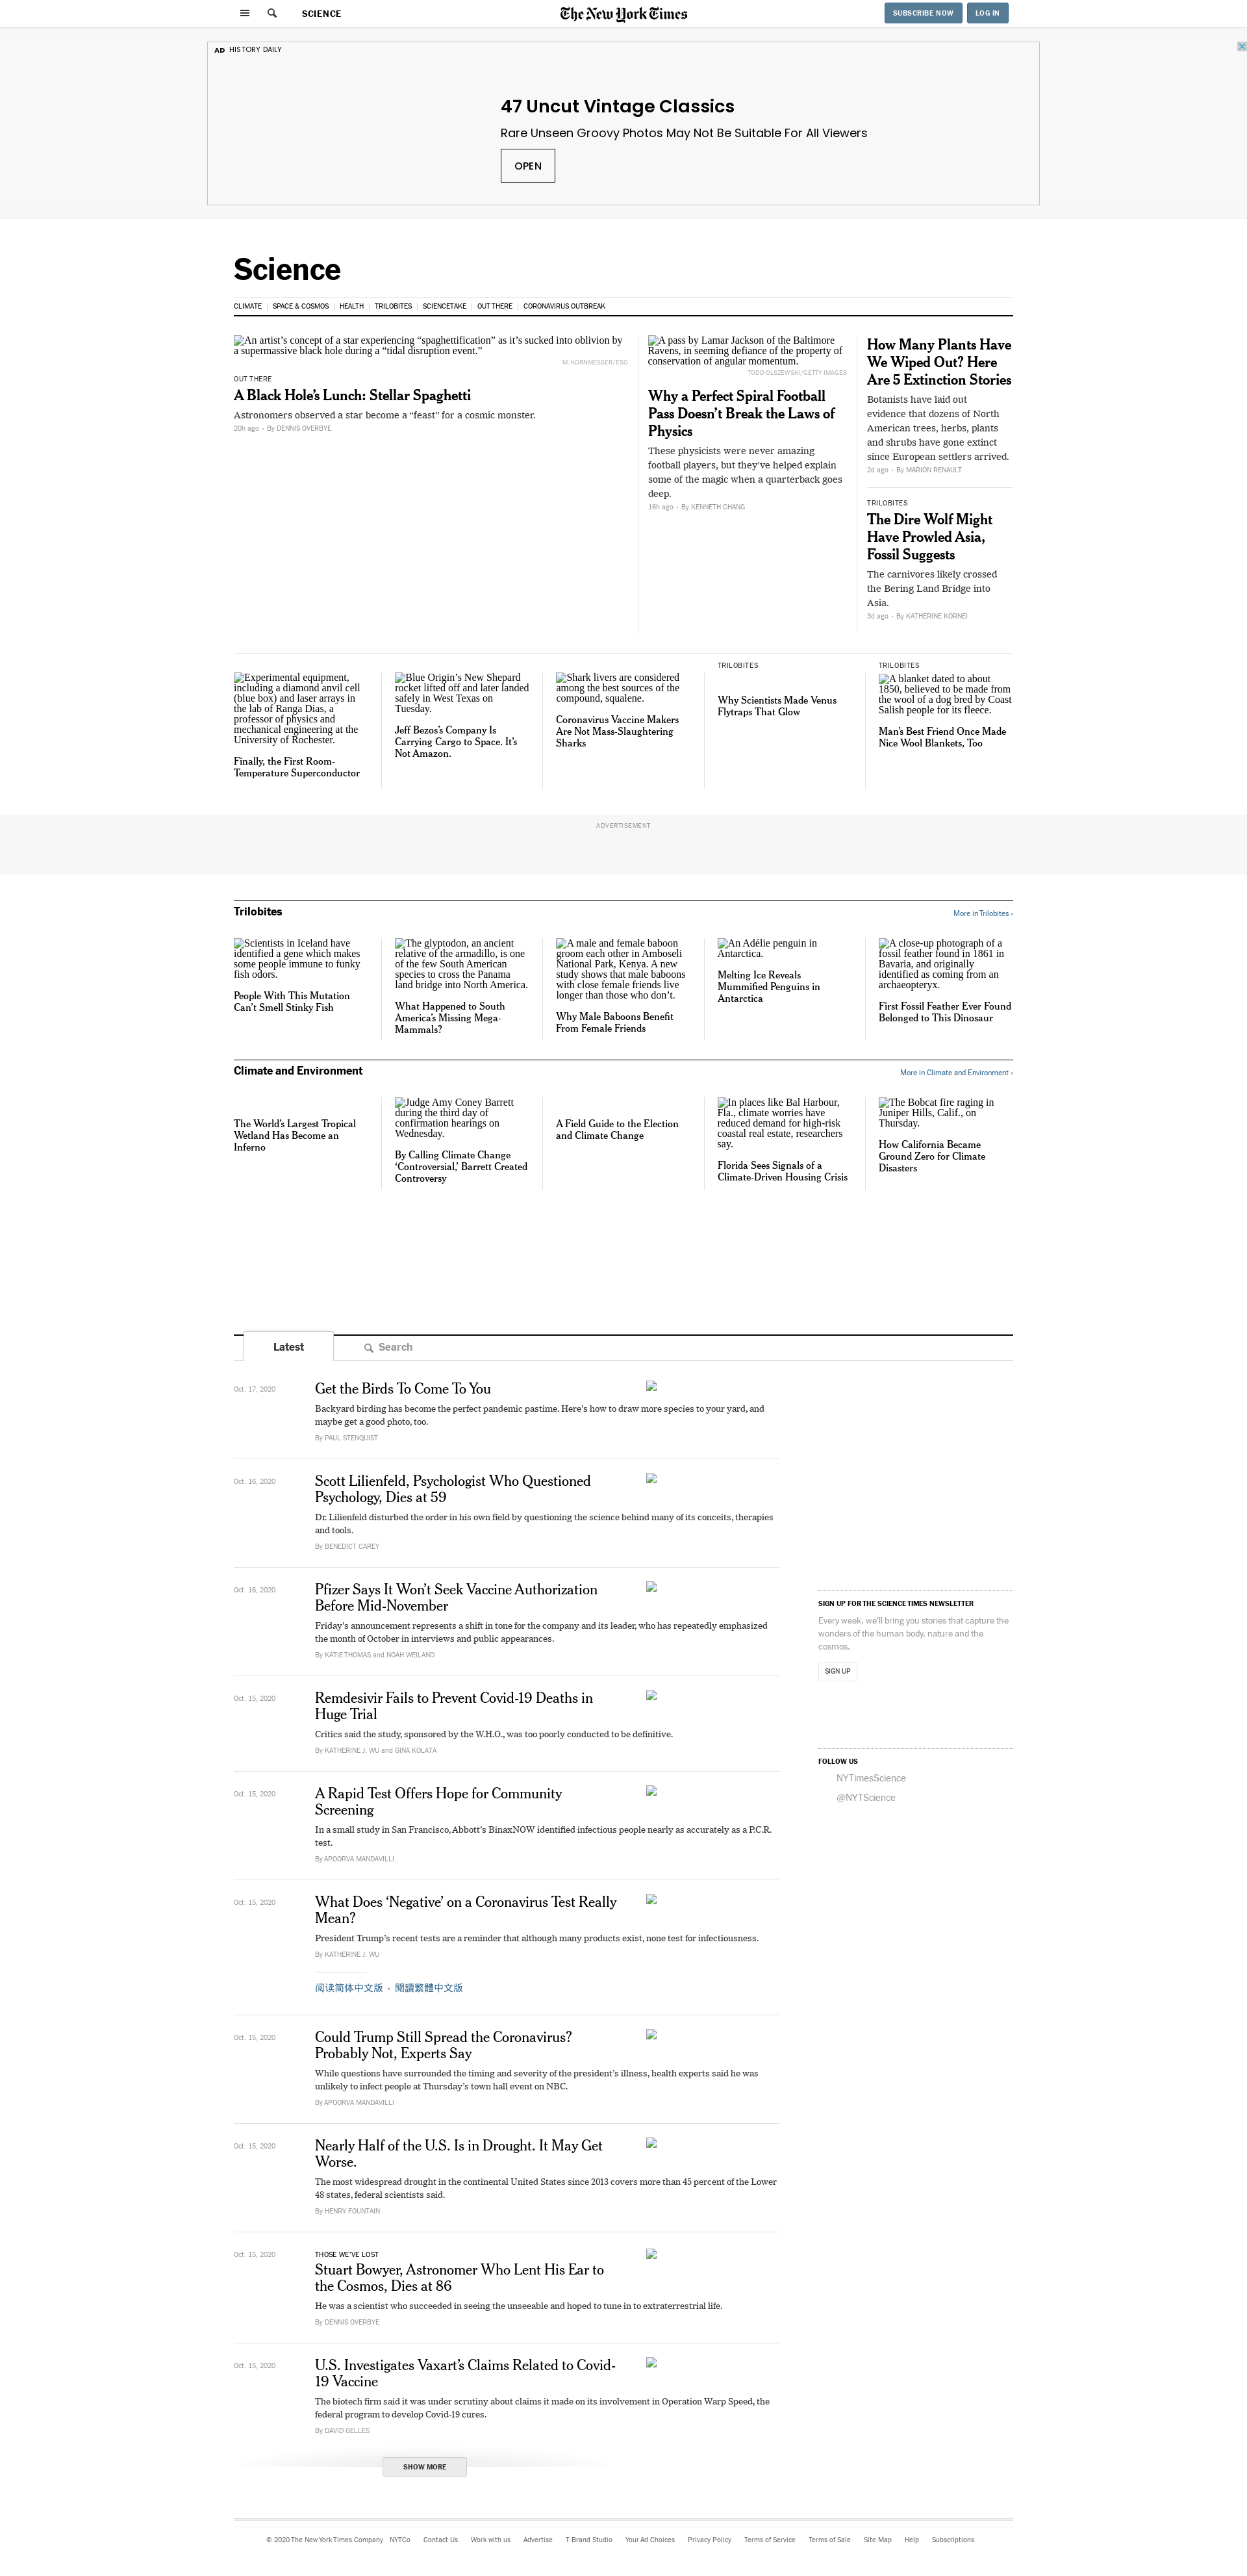 SCIENCE
The New York Times
SUBSCRIBE NOW
LOG IN
AD HISTORY DAILY
47 Uncut Vintage Classics
Rare Unseen Groovy Photos May Not Be Suitable For All Viewers
OPEN
Science
CLIMATE | SPACE & COSMOS | HEALTH | TRILOBITES | SCIENCETAKE | OUT THERE | CORONAVIRUS OUTBREAK
An artist’s concept of a star experiencing “spaghettification” as it’s sucked into oblivion by
a supermassive black hole during a “tidal disruption event.”
M. KORNMESSER/ESO
OUT THERE
A Black Hole’s Lunch: Stellar Spaghetti
Astronomers observed a star become a “feast” for a cosmic monster.
20h ago • By DENNIS OVERBYE
A pass by Lamar Jackson of the Baltimore
Ravens, in seeming defiance of the property of
conservation of angular momentum.
TODD OLSZEWSKI/GETTY IMAGES
Why a Perfect Spiral Football
Pass Doesn’t Break the Laws of
Physics
These physicists were never amazing
football players, but they’ve helped explain
some of the magic when a quarterback goes
deep.
16h ago • By KENNETH CHANG
How Many Plants Have
We Wiped Out? Here
Are 5 Extinction Stories
Botanists have laid out
evidence that dozens of North
American trees, herbs, plants
and shrubs have gone extinct
since European settlers arrived.
2d ago • By MARION RENAULT
TRILOBITES
The Dire Wolf Might
Have Prowled Asia,
Fossil Suggests
The carnivores likely crossed
the Bering Land Bridge into
Asia.
3d ago • By KATHERINE KORNEI
Experimental equipment,
including a diamond anvil cell
(blue box) and laser arrays in
the lab of Ranga Dias, a
professor of physics and
mechanical engineering at the
University of Rochester.
Finally, the First Room-
Temperature Superconductor
Blue Origin’s New Shepard
rocket lifted off and later landed
safely in West Texas on
Tuesday.
Jeff Bezos’s Company Is
Carrying Cargo to Space. It’s
Not Amazon.
Shark livers are considered
among the best sources of the
compound, squalene.
Coronavirus Vaccine Makers
Are Not Mass-Slaughtering
Sharks
TRILOBITES
Why Scientists Made Venus
Flytraps That Glow
TRILOBITES
A blanket dated to about
1850, believed to be made from
the wool of a dog bred by Coast
Salish people for its fleece.
Man’s Best Friend Once Made
Nice Wool Blankets, Too
ADVERTISEMENT
Trilobites
More in Trilobites ›
Scientists in Iceland have
identified a gene which makes
some people immune to funky
fish odors.
People With This Mutation
Can’t Smell Stinky Fish
The glyptodon, an ancient
relative of the armadillo, is one
of the few South American
species to cross the Panama
land bridge into North America.
What Happened to South
America’s Missing Mega-
Mammals?
A male and female baboon
groom each other in Amboseli
National Park, Kenya. A new
study shows that male baboons
with close female friends live
longer than those who don’t.
Why Male Baboons Benefit
From Female Friends
An Adélie penguin in
Antarctica.
Melting Ice Reveals
Mummified Penguins in
Antarctica
A close-up photograph of a
fossil feather found in 1861 in
Bavaria, and originally
identified as coming from an
archaeopteryx.
First Fossil Feather Ever Found
Belonged to This Dinosaur
Climate and Environment
More in Climate and Environment ›
The World’s Largest Tropical
Wetland Has Become an
Inferno
Judge Amy Coney Barrett
during the third day of
confirmation hearings on
Wednesday.
By Calling Climate Change
‘Controversial,’ Barrett Created
Controversy
A Field Guide to the Election
and Climate Change
In places like Bal Harbour,
Fla., climate worries have
reduced demand for high-risk
coastal real estate, researchers
say.
Florida Sees Signals of a
Climate-Driven Housing Crisis
The Bobcat fire raging in
Juniper Hills, Calif., on
Thursday.
How California Became
Ground Zero for Climate
Disasters
Latest
Search
Oct. 17, 2020
Get the Birds To Come To You
Backyard birding has become the perfect pandemic pastime. Here’s how to draw more species to your yard, and
maybe get a good photo, too.
By PAUL STENQUIST
Oct. 16, 2020
Scott Lilienfeld, Psychologist Who Questioned
Psychology, Dies at 59
Dr. Lilienfeld disturbed the order in his own field by questioning the science behind many of its conceits, therapies
and tools.
By BENEDICT CAREY
Oct. 16, 2020
Pfizer Says It Won’t Seek Vaccine Authorization
Before Mid-November
Friday’s announcement represents a shift in tone for the company and its leader, who has repeatedly emphasized
the month of October in interviews and public appearances.
By KATIE THOMAS and NOAH WEILAND
Oct. 15, 2020
Remdesivir Fails to Prevent Covid-19 Deaths in
Huge Trial
Critics said the study, sponsored by the W.H.O., was too poorly conducted to be definitive.
By KATHERINE J. WU and GINA KOLATA
Oct. 15, 2020
A Rapid Test Offers Hope for Community
Screening
In a small study in San Francisco, Abbott’s BinaxNOW identified infectious people nearly as accurately as a P.C.R.
test.
By APOORVA MANDAVILLI
Oct. 15, 2020
What Does ‘Negative’ on a Coronavirus Test Really
Mean?
President Trump’s recent tests are a reminder that although many products exist, none test for infectiousness.
By KATHERINE J. WU
阅读简体中文版 • 閱讀繁體中文版
Oct. 15, 2020
Could Trump Still Spread the Coronavirus?
Probably Not, Experts Say
While questions have surrounded the timing and severity of the president’s illness, health experts said he was
unlikely to infect people at Thursday’s town hall event on NBC.
By APOORVA MANDAVILLI
Oct. 15, 2020
Nearly Half of the U.S. Is in Drought. It May Get
Worse.
The most widespread drought in the continental United States since 2013 covers more than 45 percent of the Lower
48 states, federal scientists said.
By HENRY FOUNTAIN
Oct. 15, 2020
THOSE WE’VE LOST
Stuart Bowyer, Astronomer Who Lent His Ear to
the Cosmos, Dies at 86
He was a scientist who succeeded in seeing the unseeable and hoped to tune in to extraterrestrial life.
By DENNIS OVERBYE
Oct. 15, 2020
U.S. Investigates Vaxart’s Claims Related to Covid-
19 Vaccine
The biotech firm said it was under scrutiny about claims it made on its involvement in Operation Warp Speed, the
federal program to develop Covid-19 cures.
By DAVID GELLES
SHOW MORE
SIGN UP FOR THE SCIENCE TIMES NEWSLETTER
Every week, we’ll bring you stories that capture the
wonders of the human body, nature and the
cosmos.
SIGN UP
FOLLOW US
NYTimesScience
@NYTScience
© 2020 The New York Times Company NYTCo Contact Us Work with us Advertise T Brand Studio Your Ad Choices Privacy Policy Terms of Service Terms of Sale Site Map Help Subscriptions